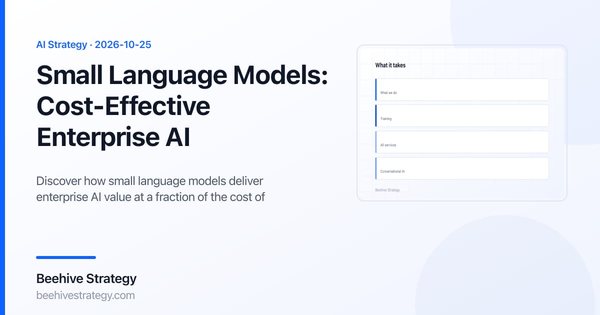 AI Strategy · 2026-10-25
Small Language Models:
Cost-Effective
Enterprise AI
Discover how small language models deliver
enterprise AI value at a fraction of the cost of
Beehive Strategy
beehivestrategy.com
What it takes
What we do
Training
All services
Conversational AI
Beehive Strategy